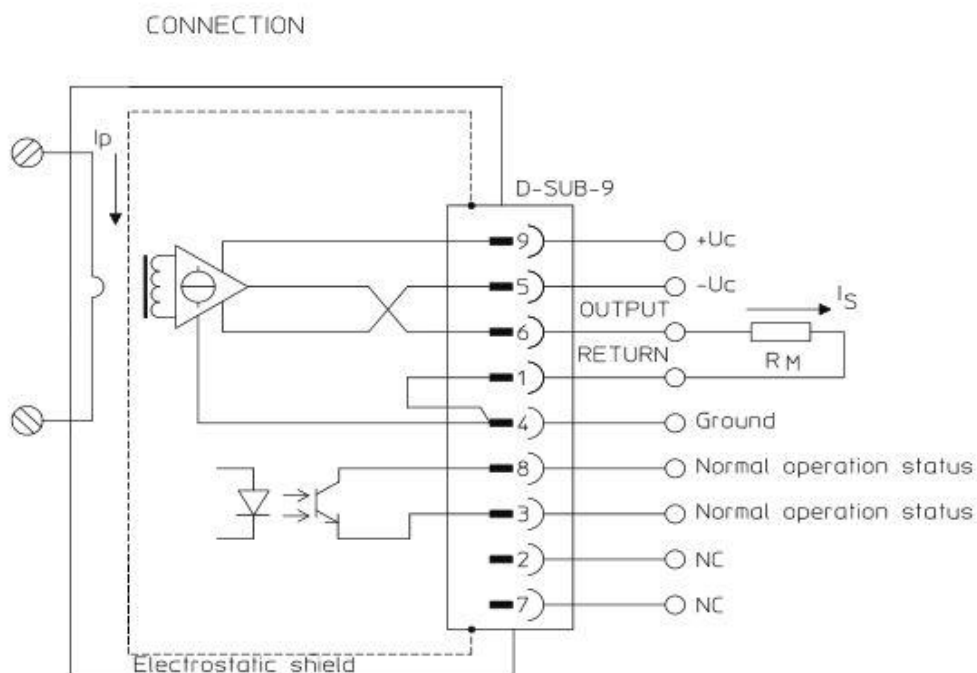 CONNECTION
Ip
D-SUB-9
9 +Uc
5 -Uc
OUTPUT IS
6
RETURN RM
1
4 Ground
8 Normal operation status
3 Normal operation status
2 NC
7 NC
Electrostatic shield